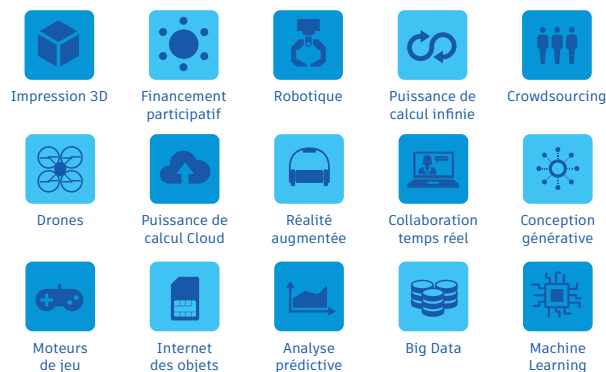 Impression 3D
Financement
participatif
Robotique
Puissance de
calcul infinie
Crowdsourcing
Drones
Puissance de
calcul Cloud
Réalité
augmentée
Collaboration
temps réel
Conception
générative
Moteurs
de jeu
Internet
des objets
Analyse
prédictive
Big Data
Machine
Learning